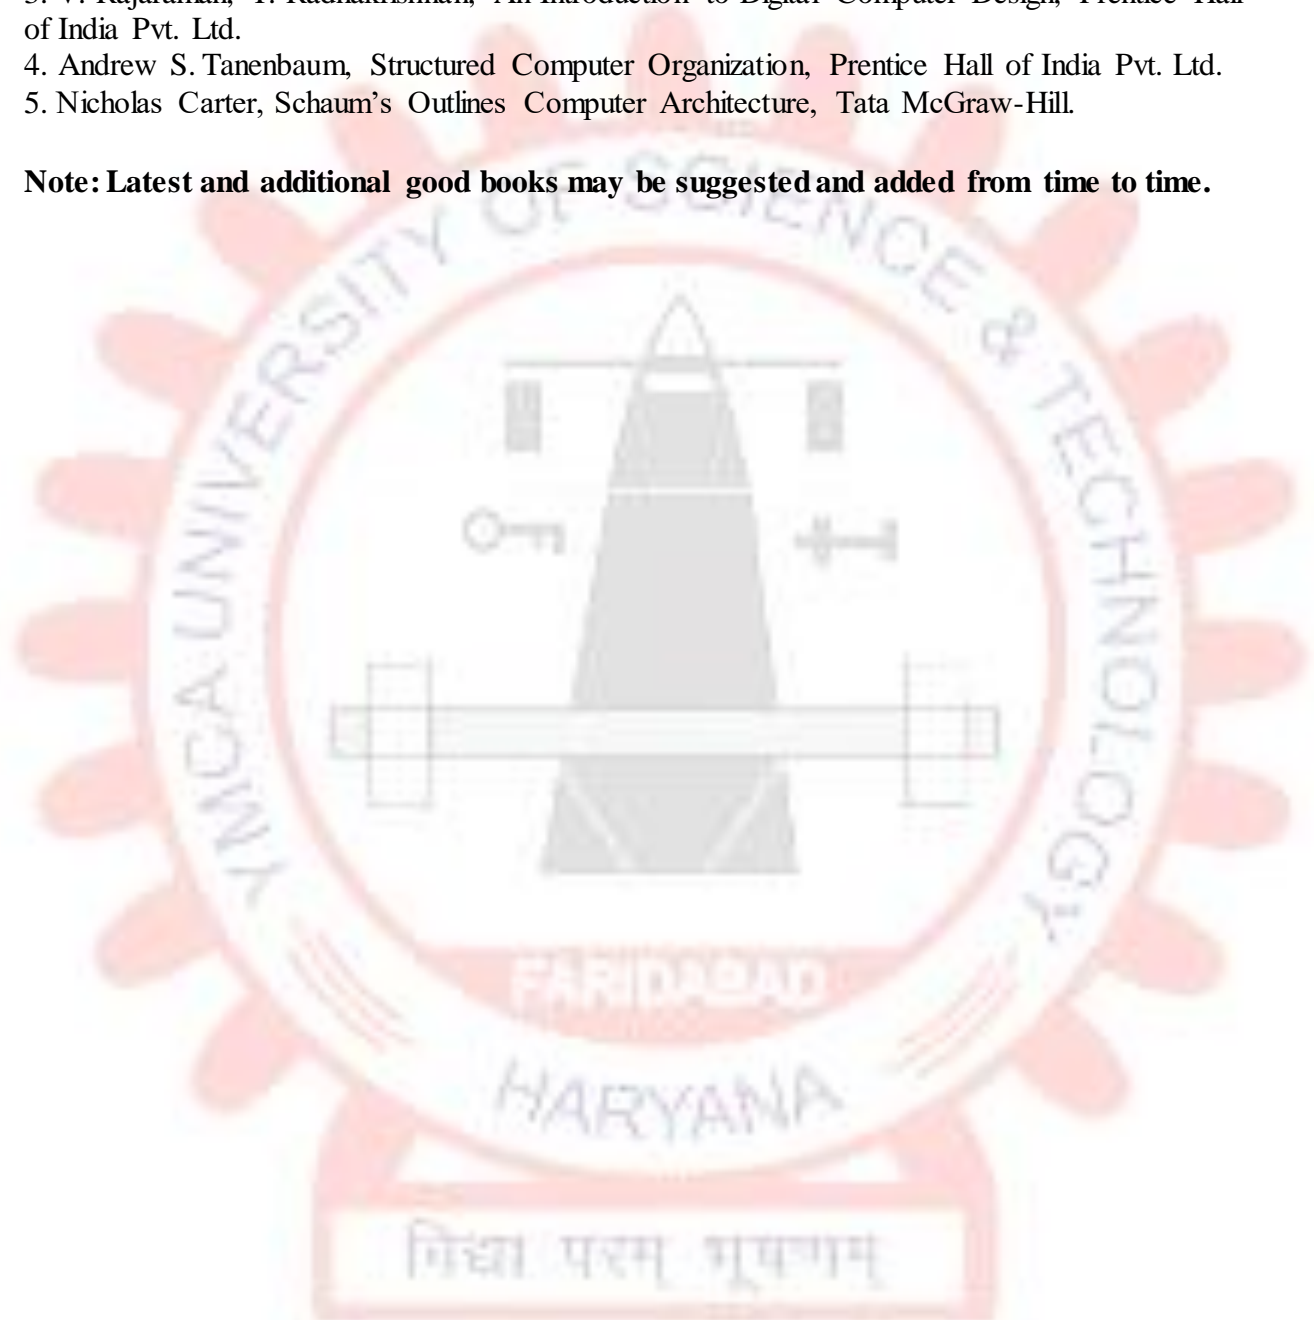 3. V. Rajaraman, T. Radhakrishnan, An Introduction to Digital Computer Design, Prentice Hall
of India Pvt. Ltd.
4. Andrew S. Tanenbaum, Structured Computer Organization, Prentice Hall of India Pvt. Ltd.
5. Nicholas Carter, Schaum’s Outlines Computer Architecture, Tata McGraw-Hill.
Note: Latest and additional good books may be suggested and added from time to time.
YMCA UNIVERSITY OF SCIENCE & TECHNOLOGY
FARIDABAD
HARYANA
परम् भूषणम्